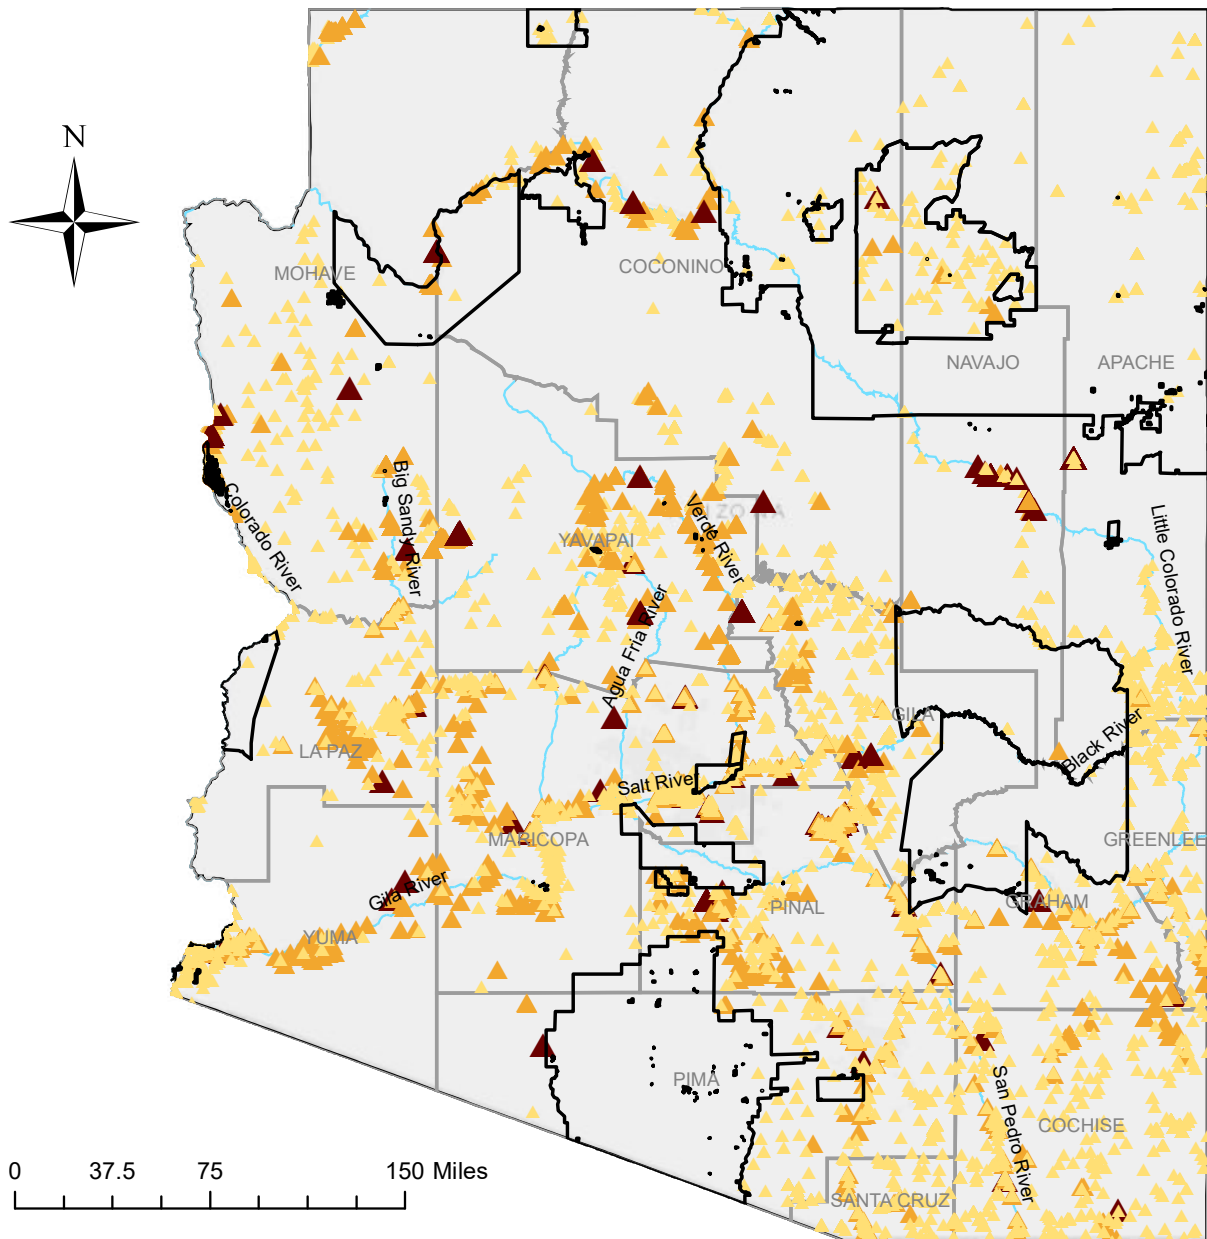 N
MOHAVE
COCONINO
NAVAJO
APACHE
Big Sandy River
Colorado River
YAVAPAI
Verde River
Little Colorado River
Agua Fria River
GILA
Black River
LA PAZ
Salt River
MARICOPA
GREENLEE
Gila River
PINAL
GRAHAM
YUMA
PIMA
San Pedro River
COCHISE
SANTA CRUZ
0 37.5 75 150 Miles